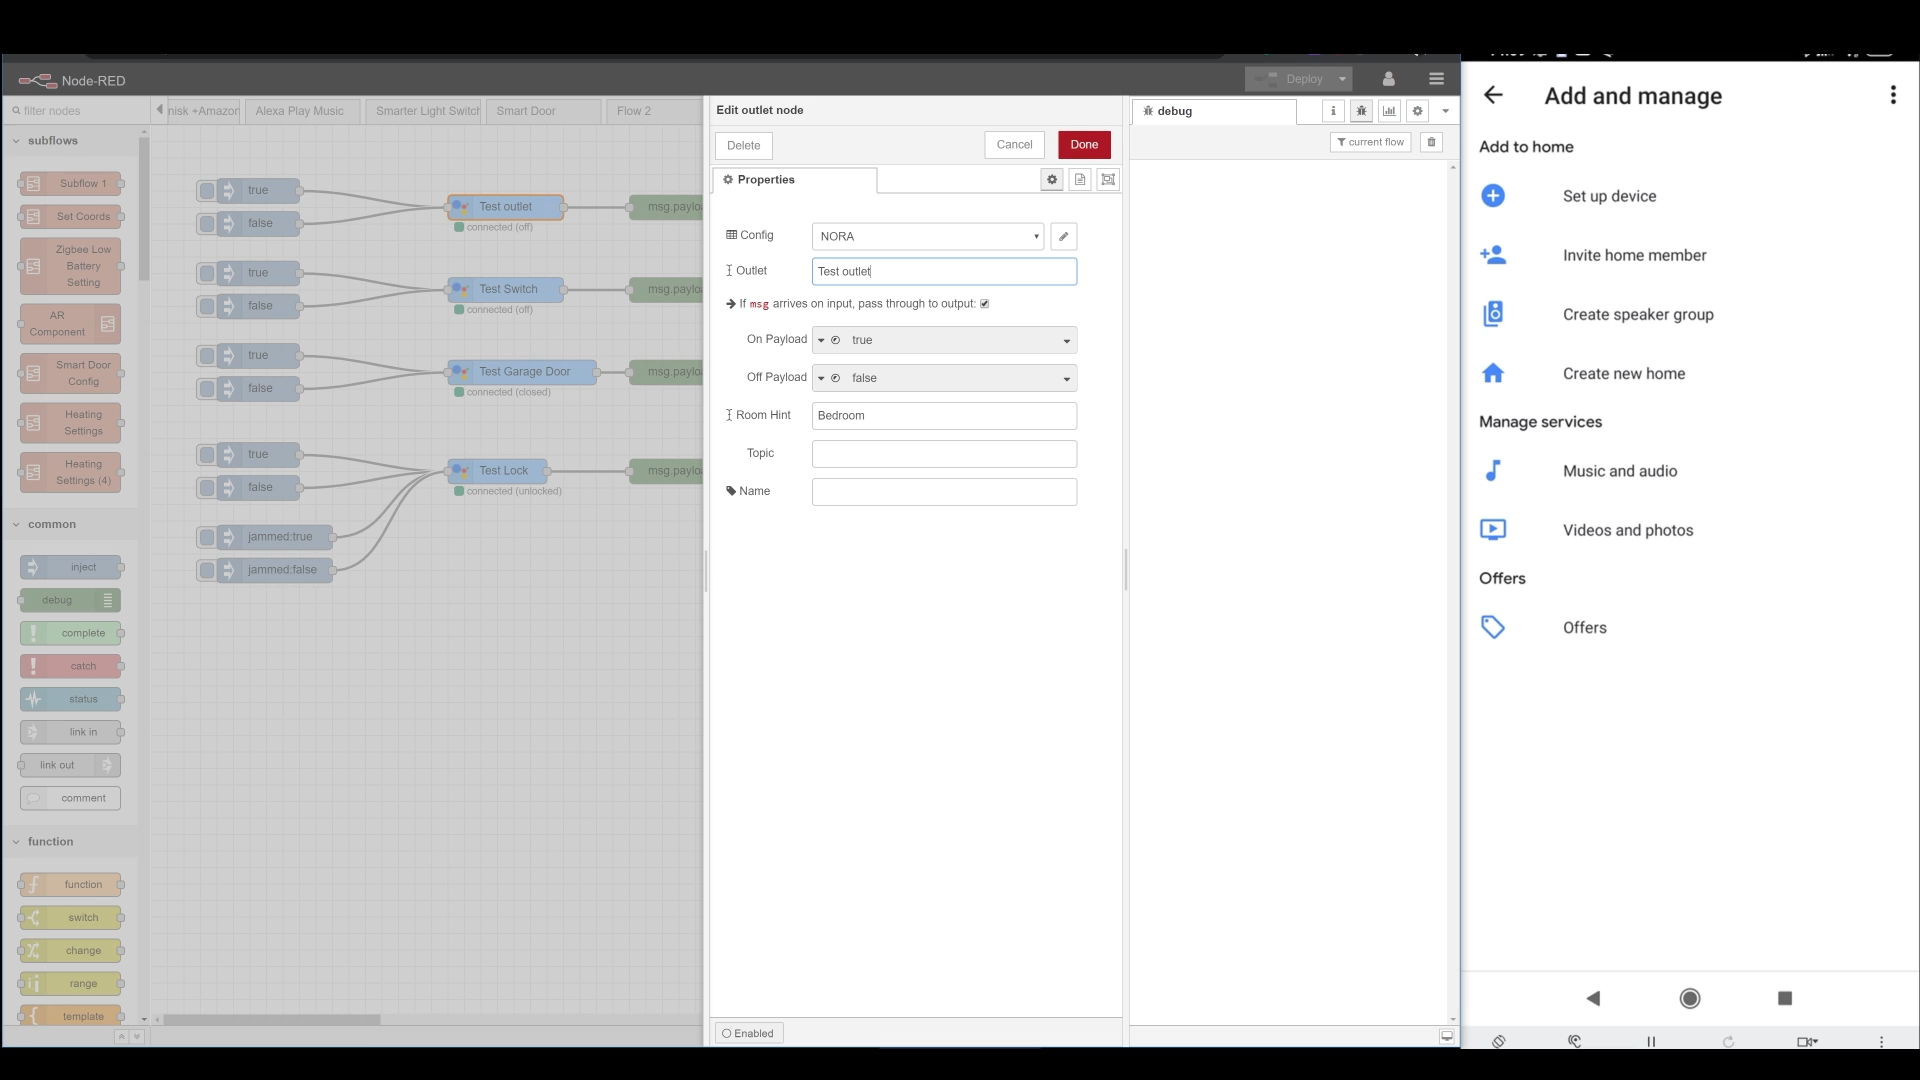 Node-RED
Deploy
filter nodes
nisk +Amazon
Alexa Play Music
Smarter Light Switch
Smart Door
Flow 2
subflows
Subflow 1
Set Coords
Zigbee Low
Battery
Setting
AR
Component
Smart Door
Config
Heating
Settings
Heating
Settings (4)
common
inject
debug
complete
catch
status
link in
link out
comment
function
function
switch
change
range
template
true
false
Test outlet
connected (off)
msg.paylo
true
false
Test Switch
connected (off)
msg.paylo
true
false
Test Garage Door
connected (closed)
msg.paylo
true
false
Test Lock
connected (unlocked)
msg.paylo
jammed:true
jammed:false
Edit outlet node
Delete
Cancel
Done
Properties
Config
NORA
Outlet
Test outlet
If msg arrives on input, pass through to output:
On Payload
true
Off Payload
false
Room Hint
Bedroom
Topic
Name
Enabled
debug
current flow
Add and manage
Add to home
Set up device
Invite home member
Create speaker group
Create new home
Manage services
Music and audio
Videos and photos
Offers
Offers